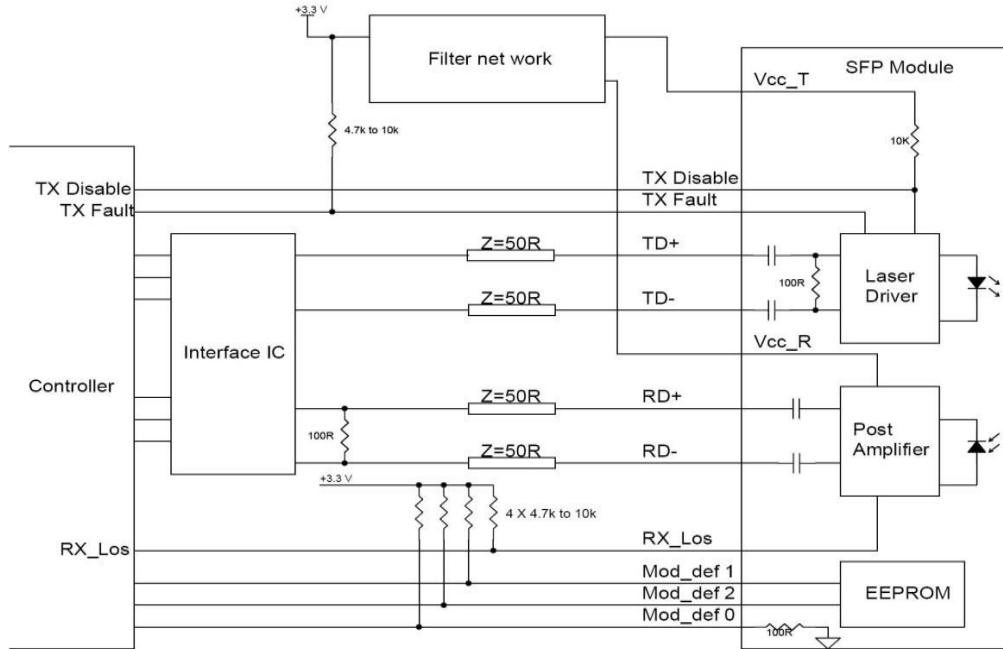 +3.3 V
Filter net work
SFP Module
Vcc_T
4.7k to 10k
10K
TX Disable
TX Disable
TX Fault
TX Fault
Z=50R
TD+
100R
Laser
Driver
Z=50R
TD-
Vcc_R
Interface IC
Controller
Z=50R
RD+
100R
Post
Amplifier
Z=50R
RD-
+3.3 V
4 X 4.7k to 10k
RX_Los
RX_Los
Mod_def 1
EEPROM
Mod_def 2
Mod_def 0
100R